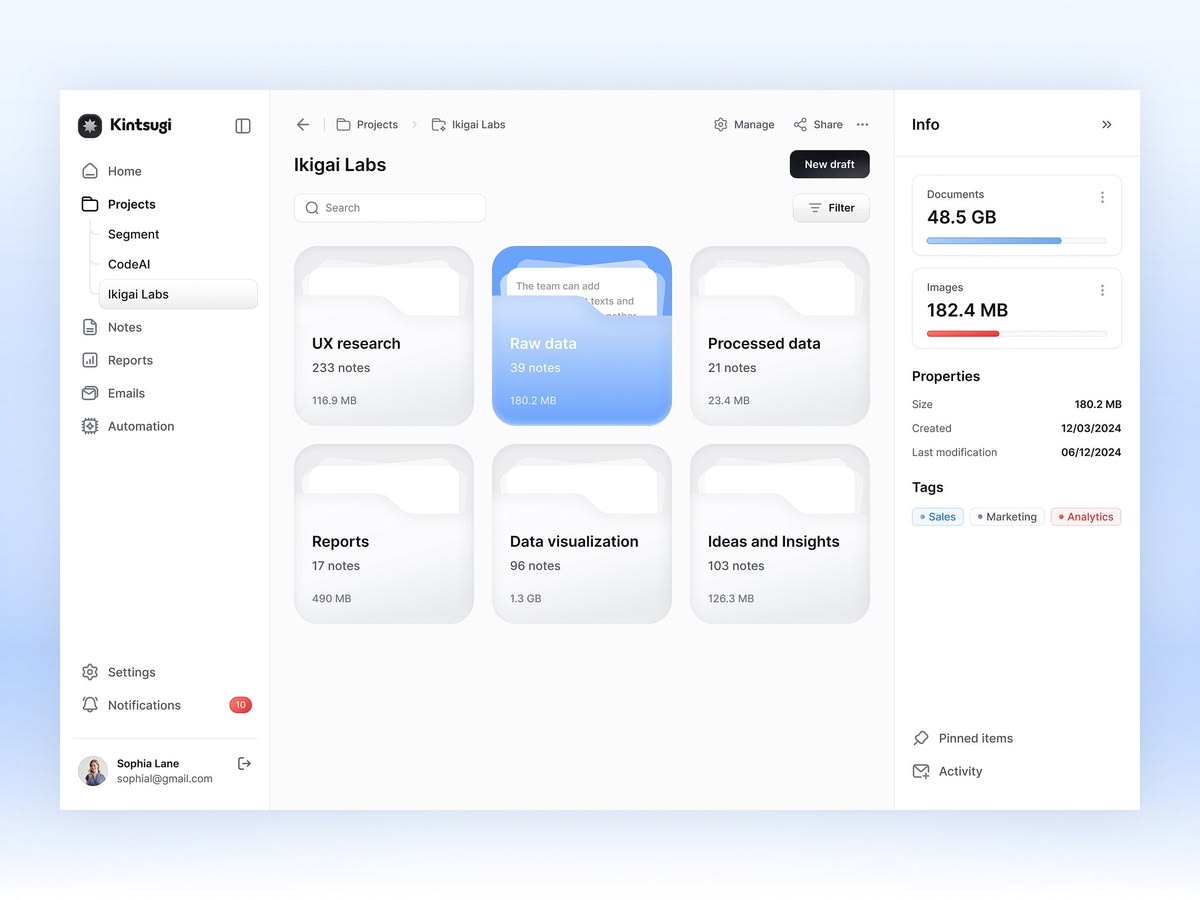 Kintsugi
Home
Projects
Segment
CodeAI
Ikigai Labs
Notes
Reports
Emails
Automation
Settings
Notifications
10
Sophia Lane
sophial@gmail.com
Projects
Ikigai Labs
Manage
Share
Ikigai Labs
New draft
Search
Filter
UX research
233 notes
116.9 MB
The team can add
texts and
Raw data
39 notes
180.2 MB
Processed data
21 notes
23.4 MB
Reports
17 notes
490 MB
Data visualization
96 notes
1.3 GB
Ideas and Insights
103 notes
126.3 MB
Info
Documents
48.5 GB
Images
182.4 MB
Properties
Size 180.2 MB
Created 12/03/2024
Last modification 06/12/2024
Tags
Sales Marketing Analytics
Pinned items
Activity